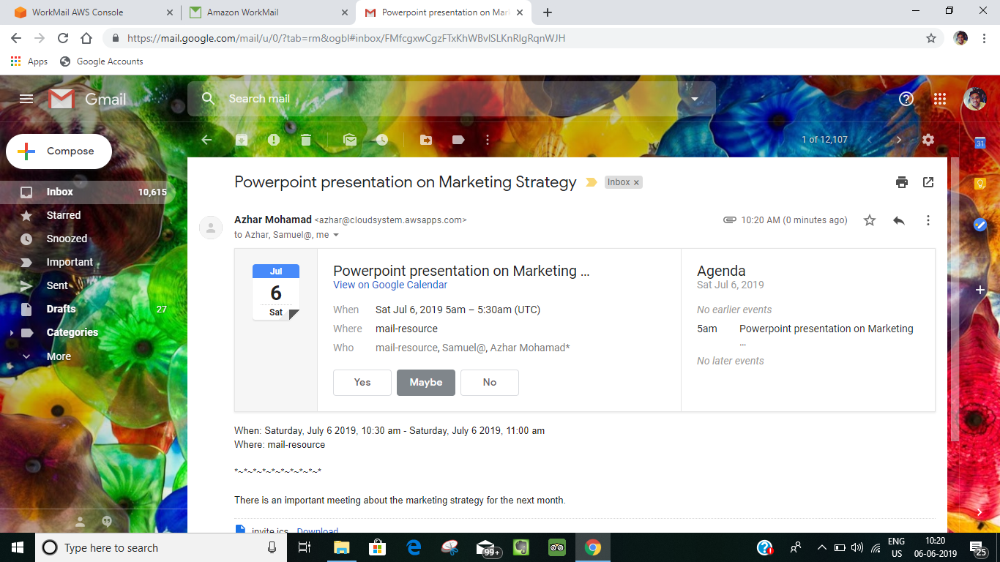 WorkMail AWS Console
Amazon WorkMail
Powerpoint presentation on Mar
https://mail.google.com/mail/u/0/?tab=rm&ogbl#inbox/FMfcgxwCgzFTxKhWBvlSLKnRlgRqnWJH
Apps
Google Accounts
Gmail
Search mail
Compose
1 of 12,107
31
Inbox 10,615
Starred
Snoozed
Important
Sent
Drafts 27
Categories
More
Powerpoint presentation on Marketing Strategy
Inbox ×
Azhar Mohamad <azhar@cloudsystem.awsapps.com>
10:20 AM (0 minutes ago)
to Azhar, Samuel@, me
Jul
6
Sat
Powerpoint presentation on Marketing ...
View on Google Calendar
When Sat Jul 6, 2019 5am – 5:30am (UTC)
Where mail-resource
Who mail-resource, Samuel@, Azhar Mohamad*
Yes
Maybe
No
Agenda
Sat Jul 6, 2019
No earlier events
5am Powerpoint presentation on Marketing
...
No later events
When: Saturday, July 6 2019, 10:30 am - Saturday, July 6 2019, 11:00 am
Where: mail-resource
*~*~*~*~*~*~*~*~*~*
There is an important meeting about the marketing strategy for the next month.
invite.ics Download
Type here to search
99+
ENG
US
10:20
06-06-2019
25